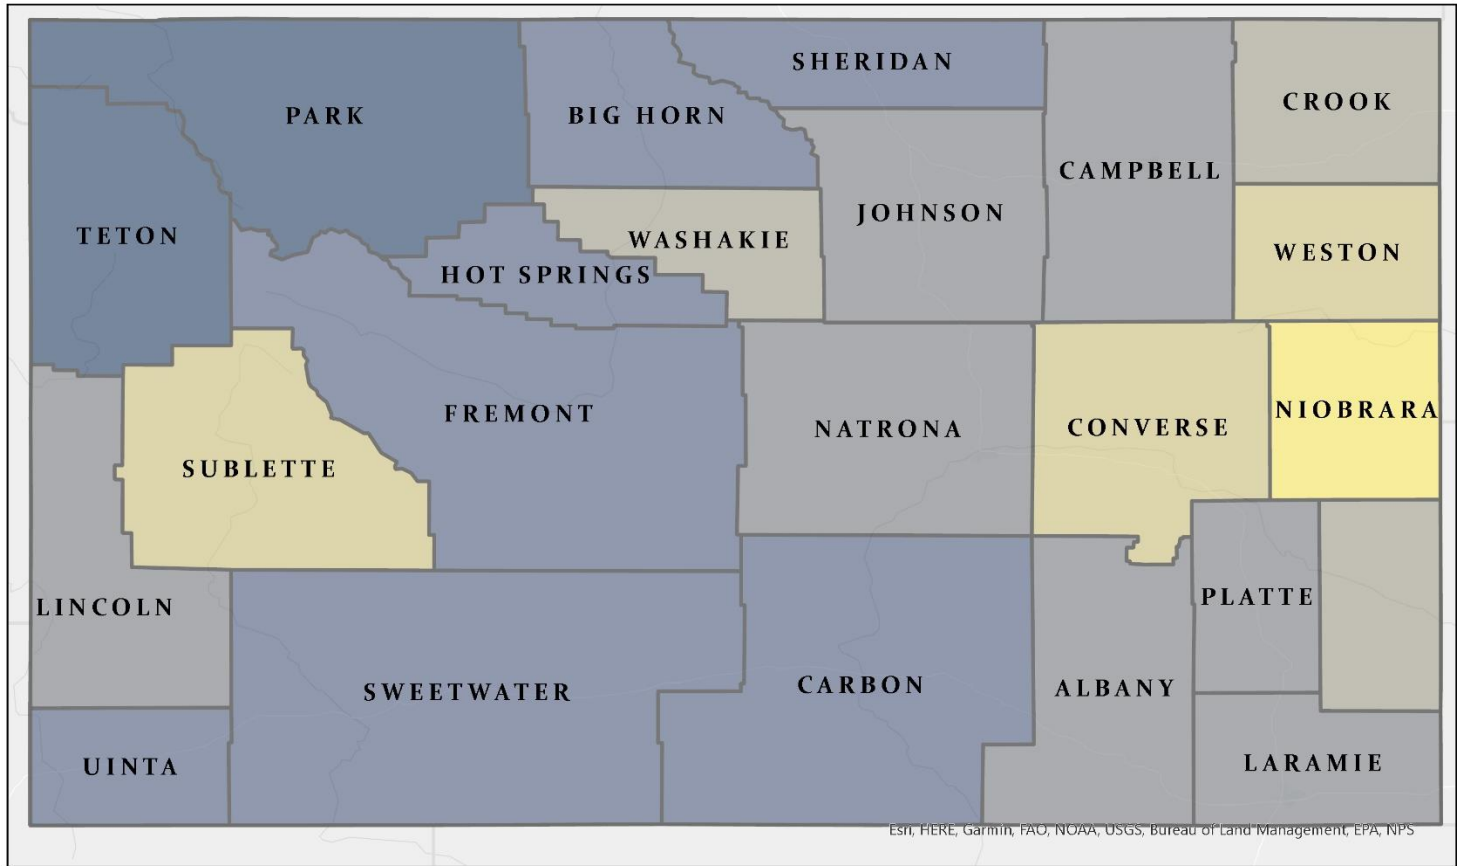 SHERIDAN
CROOK
PARK
BIG HORN
CAMPBELL
JOHNSON
TETON
WASHAKIE
WESTON
HOT SPRINGS
NIOBRARA
FREMONT
NATRONA
CONVERSE
SUBLETTE
PLATTE
LINCOLN
SWEETWATER
CARBON
ALBANY
UINTA
LARAMIE
Esri, HERE, Garmin, FAO, NOAA, USGS, Bureau of Land Management, EPA, NPS